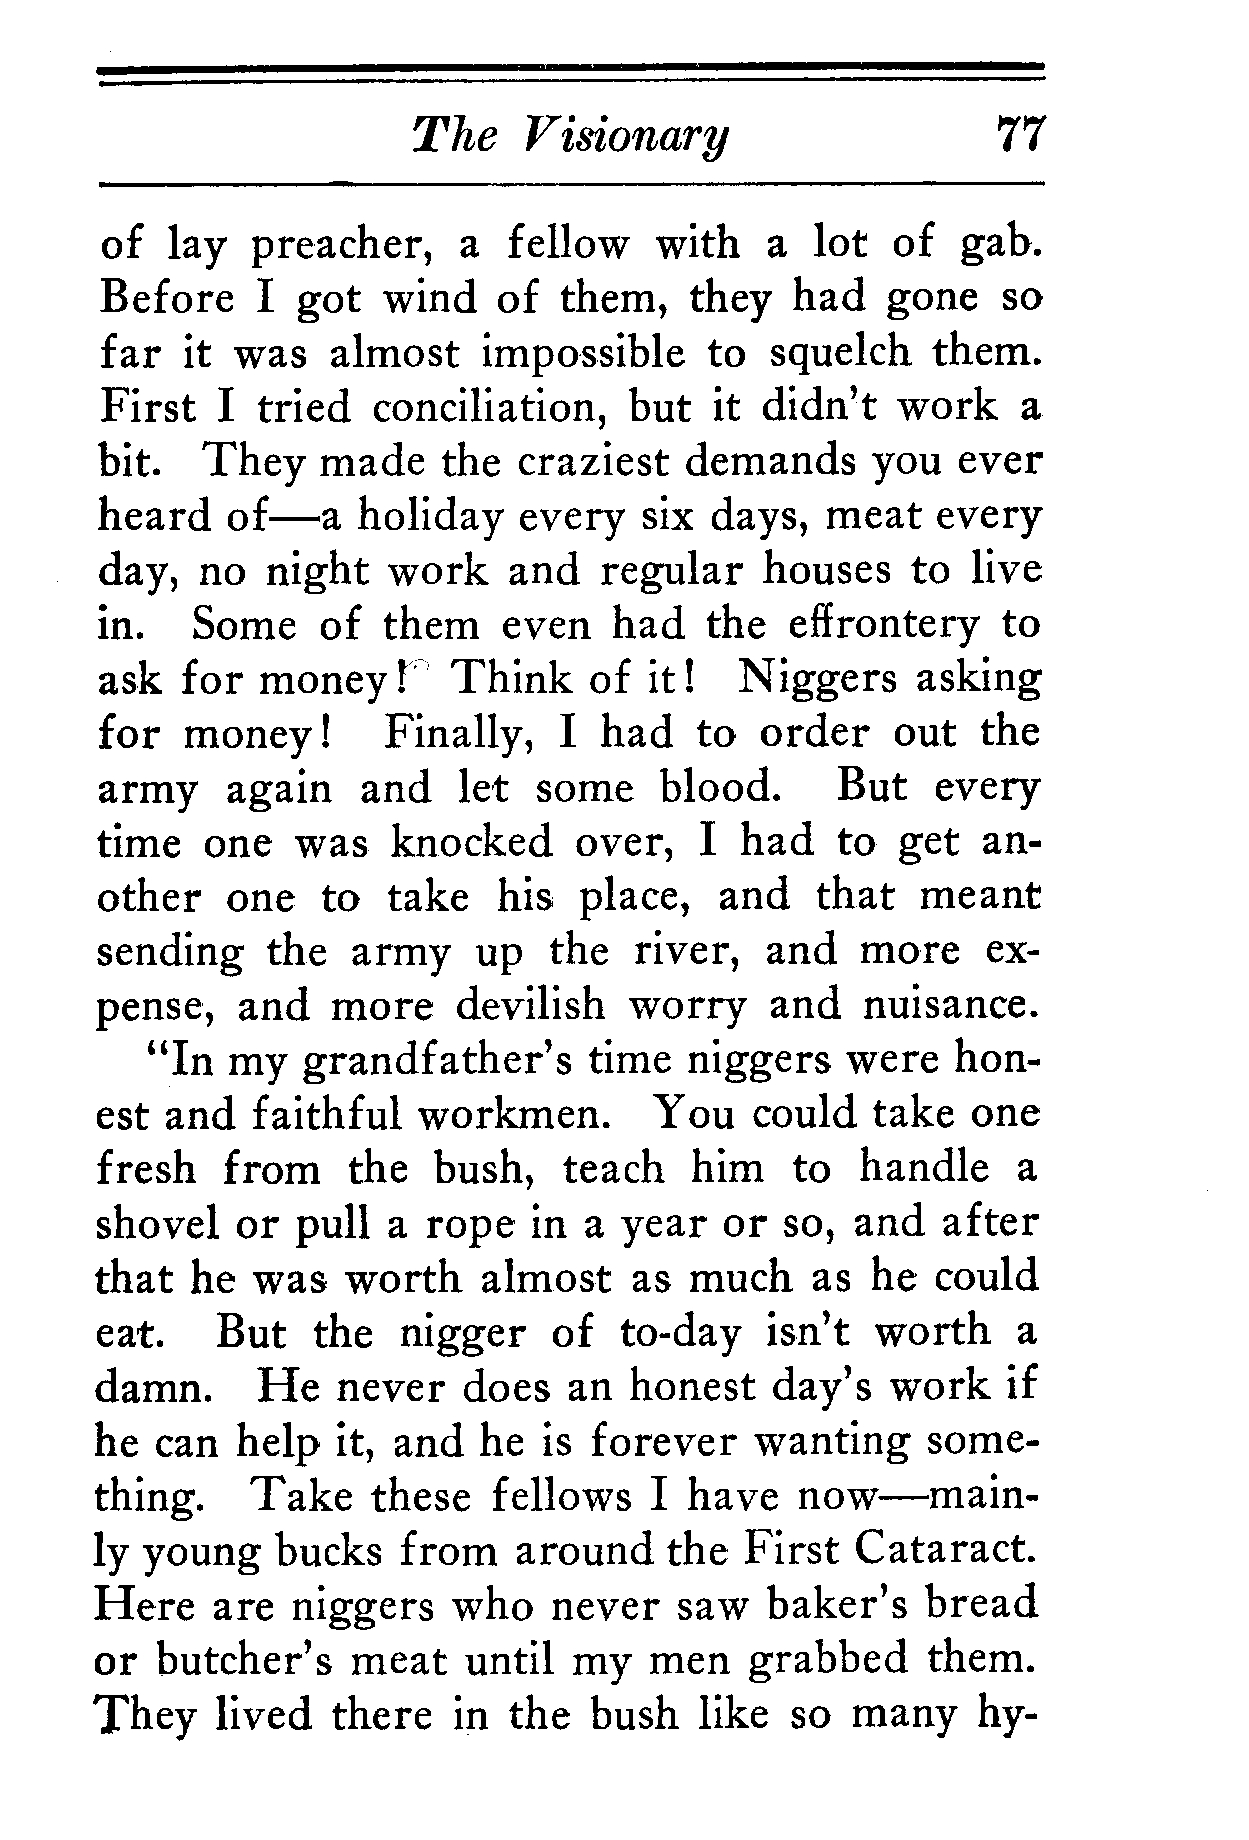 The Visionary 77
of lay preacher, a fellow with a lot of gab.
Before I got wind of them, they had gone so
far it was almost impossible to squelch them.
First I tried conciliation, but it didn't work a
bit. They made the craziest demands you ever
heard of—a holiday every six days, meat every
day, no night work and regular houses to live
in. Some of them even had the effrontery to
ask for money! Think of it! Niggers asking
for money! Finally, I had to order out the
army again and let some blood. But every
time one was knocked over, I had to get an-
other one to take his place, and that meant
sending the army up the river, and more ex-
pense, and more devilish worry and nuisance.
"In my grandfather's time niggers were hon-
est and faithful workmen. You could take one
fresh from the bush, teach him to handle a
shovel or pull a rope in a year or so, and after
that he was worth almost as much as he could
eat. But the nigger of to-day isn't worth a
damn. He never does an honest day's work if
he can help it, and he is forever wanting some-
thing. Take these fellows I have now—main-
ly young bucks from around the First Cataract.
Here are niggers who never saw baker's bread
or butcher's meat until my men grabbed them.
They lived there in the bush like so many hy-